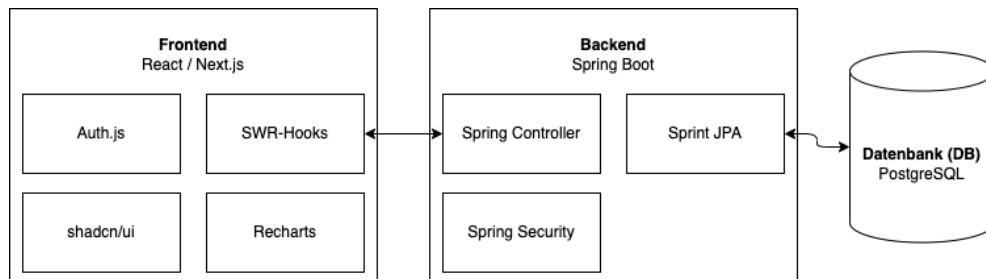 Frontend
React / Next.js
Auth.js
SWR-Hooks
shadcn/ui
Recharts
Backend
Spring Boot
Spring Controller
Sprint JPA
Spring Security
Datenbank (DB)
PostgreSQL